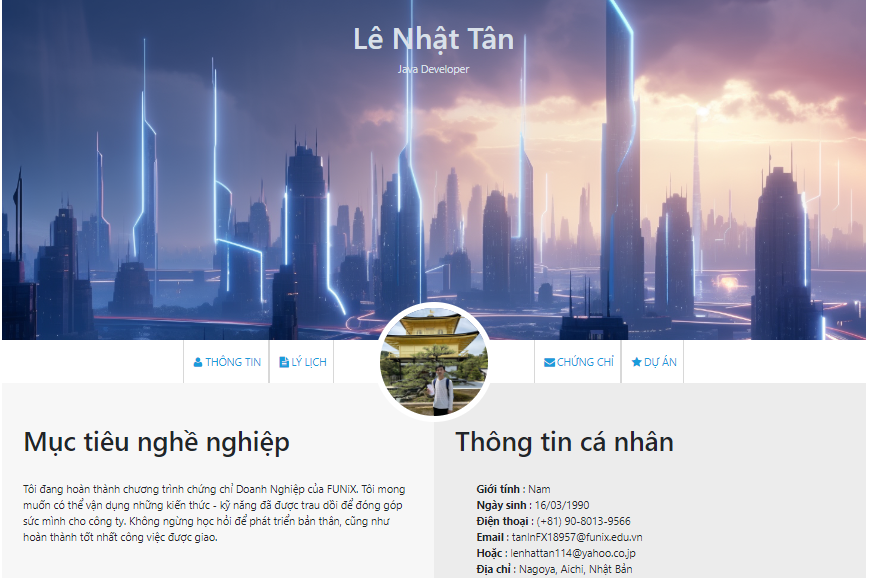 Lê Nhật Tân
Java Developer
THÔNG TIN
LÝ LỊCH
CHỨNG CHỈ
DỰ ÁN
Mục tiêu nghề nghiệp
Tôi đang hoàn thành chương trình chứng chỉ Doanh Nghiệp của FUNiX. Tôi mong
muốn có thể vận dụng những kiến thức - kỹ năng đã được trau dồi để đóng góp
sức mình cho công ty. Không ngừng học hỏi để phát triển bản thân, cũng như
hoàn thành tốt nhất công việc được giao.
Thông tin cá nhân
Giới tính : Nam
Ngày sinh : 16/03/1990
Điện thoại : (+81) 90-8013-9566
Email : tanlnFX18957@funix.edu.vn
Hoặc : lenhattan114@yahoo.co.jp
Địa chỉ : Nagoya, Aichi, Nhật Bản